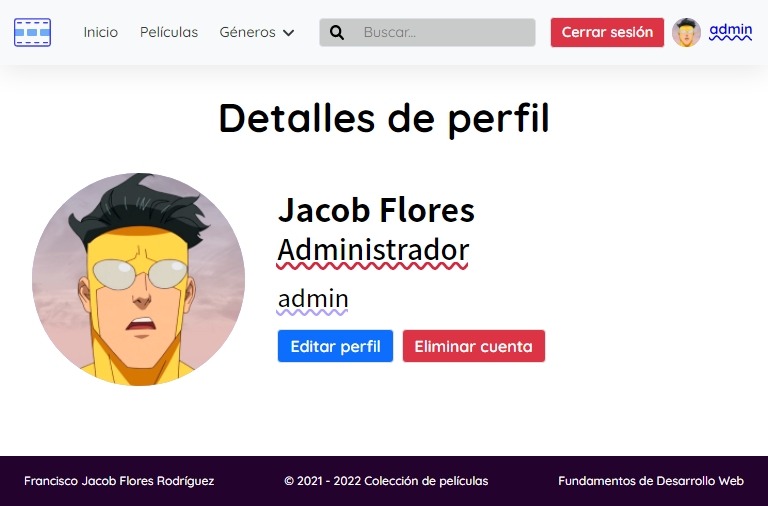 Inicio Películas Géneros Buscar... Cerrar sesión admin
Detalles de perfil
Jacob Flores
Administrador
admin
Editar perfil Eliminar cuenta
Francisco Jacob Flores Rodríguez © 2021 - 2022 Colección de películas Fundamentos de Desarrollo Web